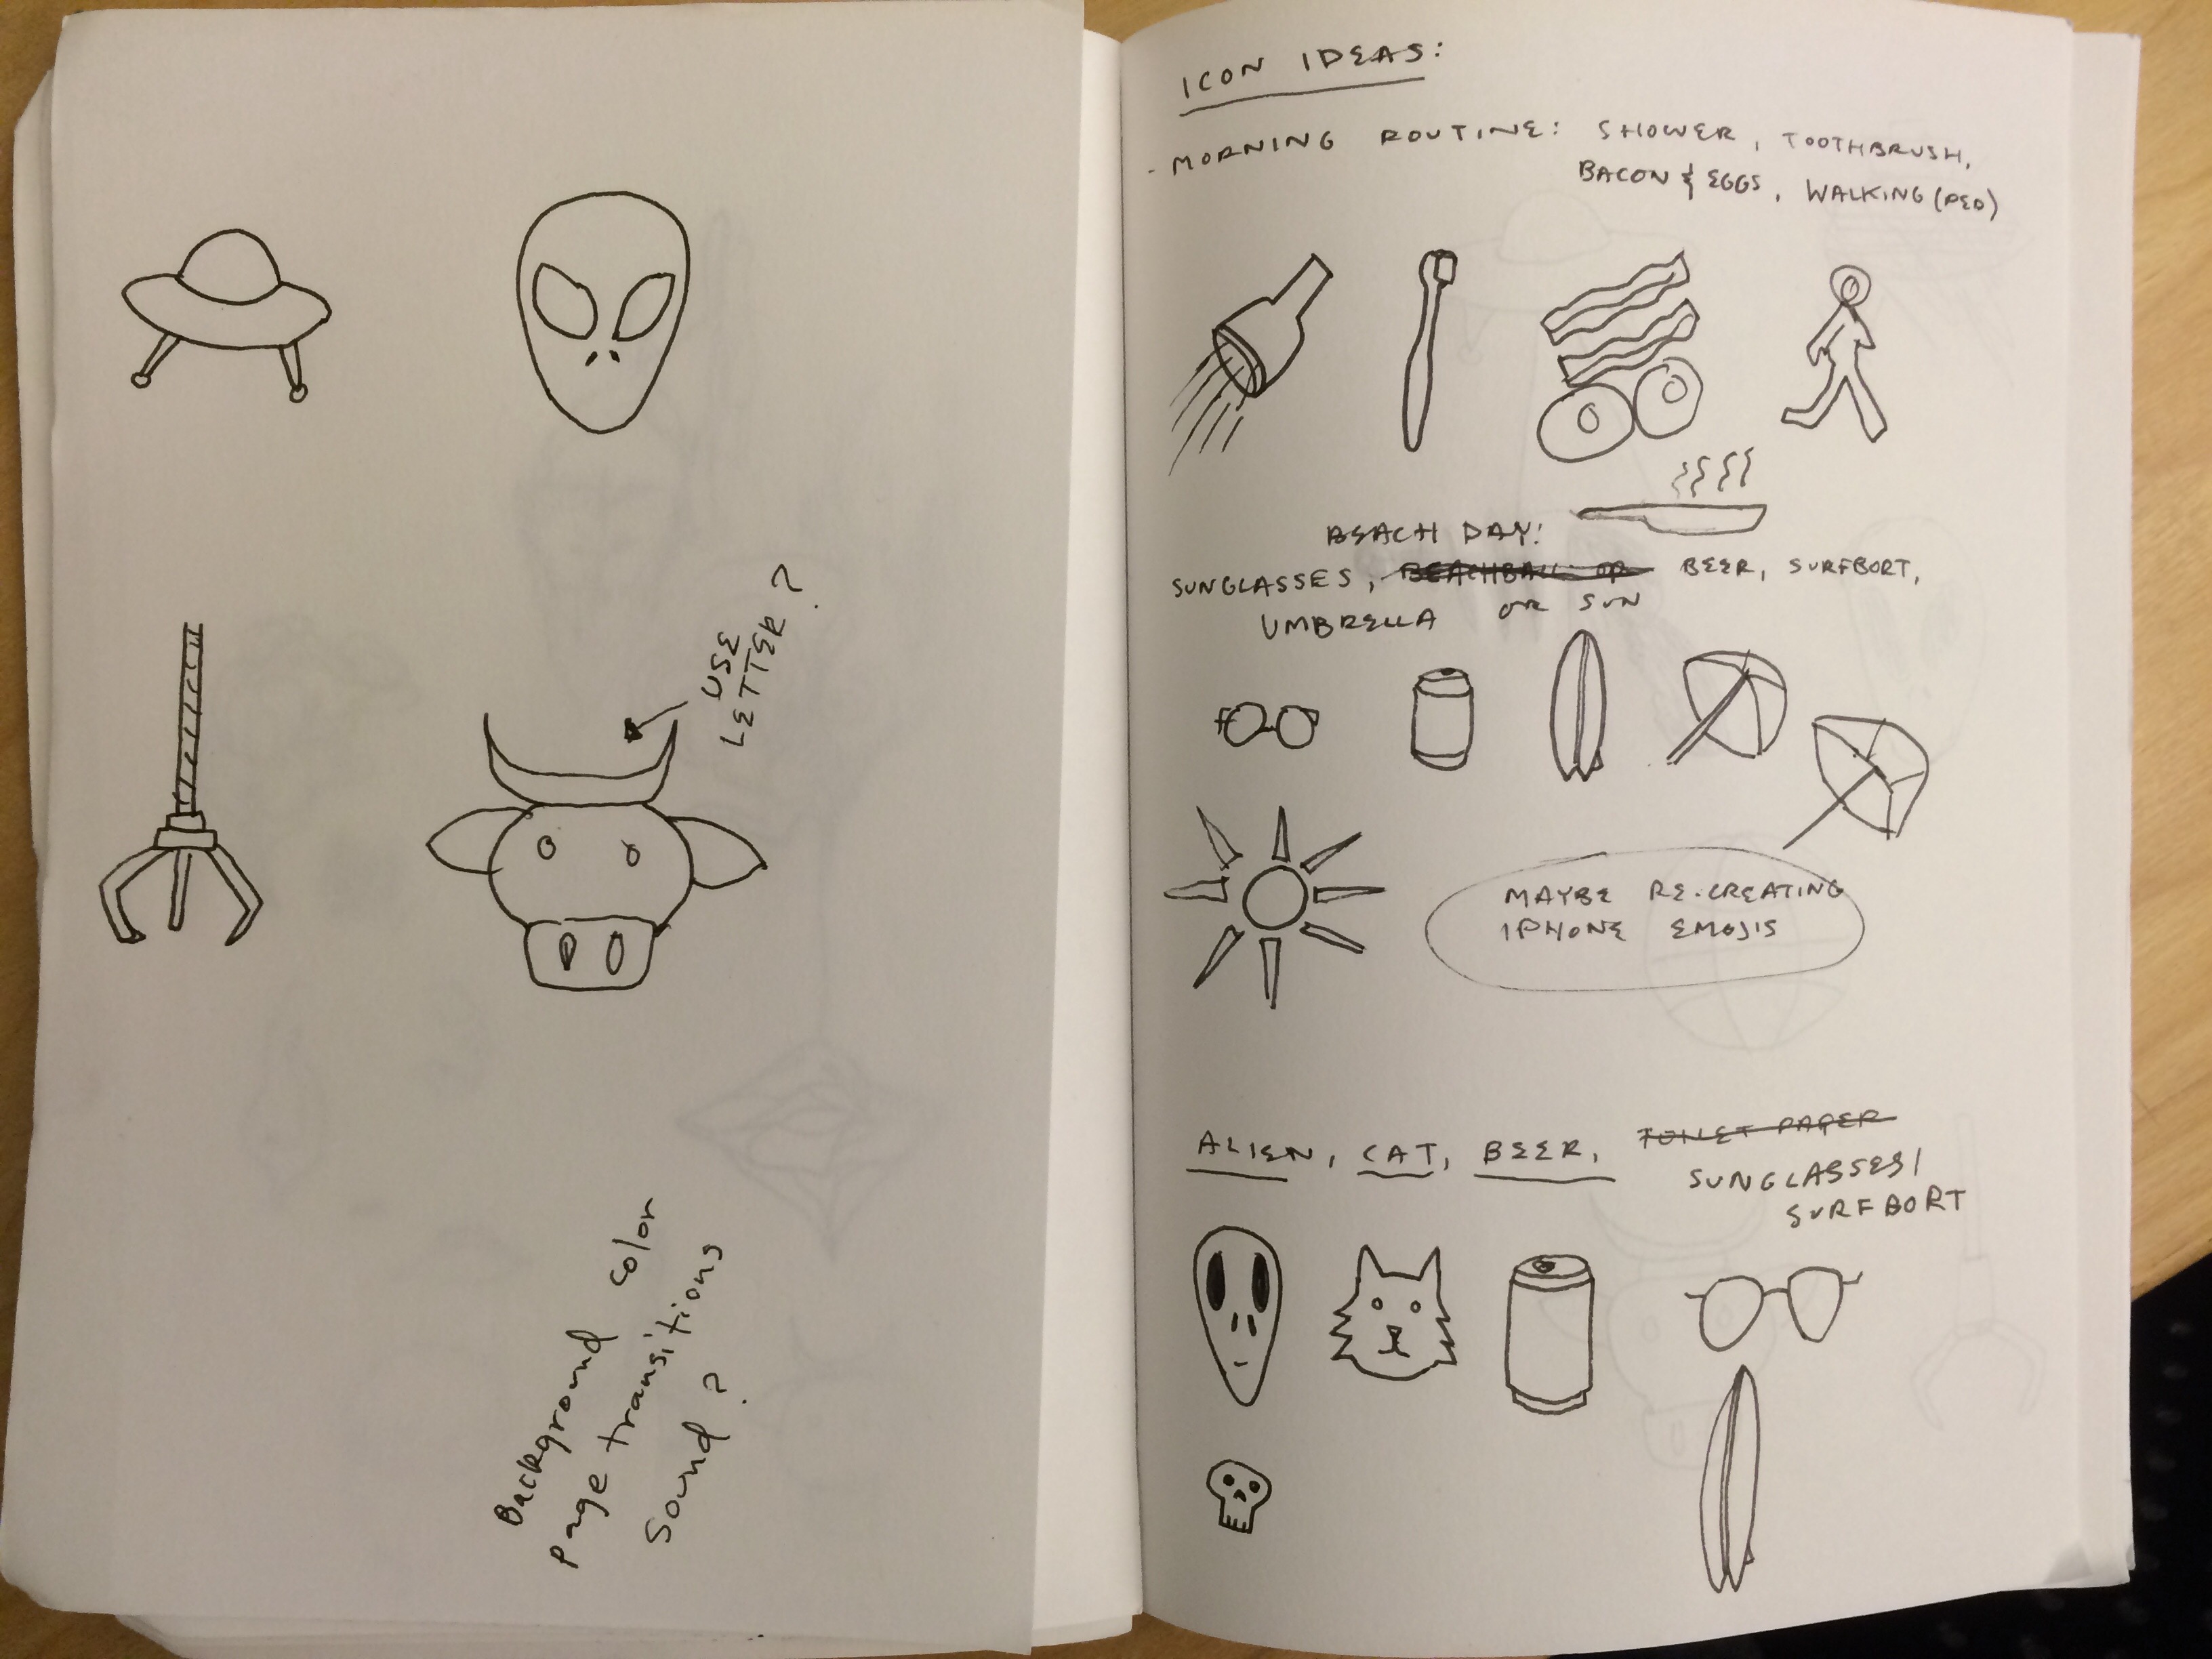 USE
LETTER?
Background color
Page transitions
Sound?
ICON IDEAS:
- MORNING ROUTINE: SHOWER, TOOTHBRUSH,
BACON & EGGS, WALKING (PED)
BEACH DAY:
SUNGLASSES, BEACHBALL OR BEER, SURFBORT,
UMBRELLA OR SUN
MAYBE RE-CREATING
IPHONE EMOJIS
ALIEN, CAT, BEER, TOILET PAPER
SUNGLASSES/
SURFBORT